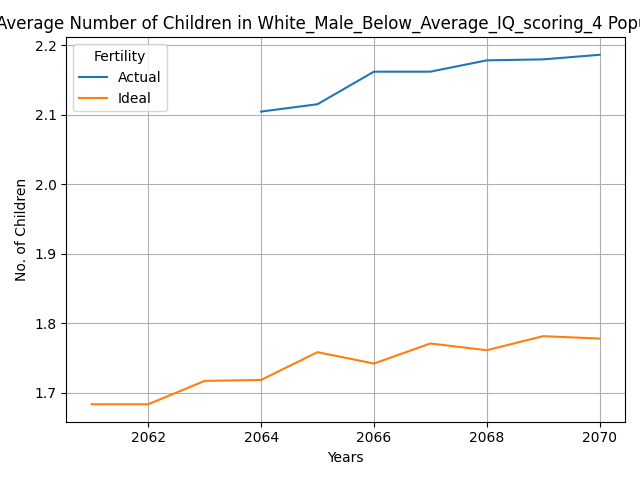 Average Number of Children in White_Male_Below_Average_IQ_scoring_4 Popu
Fertility
Actual
Ideal
No. of Children
2.2
2.1
2.0
1.9
1.8
1.7
2062 2064 2066 2068 2070
Years